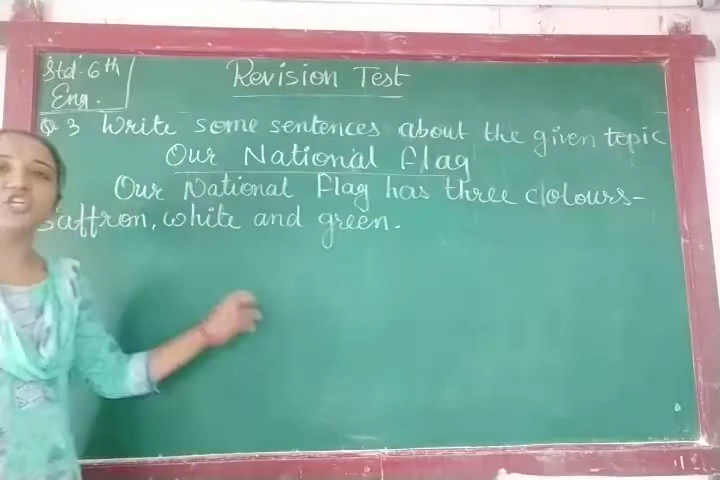 Std: 6th
Eng.
Revision Test
Q 3 Write some sentences about the given topic
Our National Flag
Our National Flag has three colours-
Saffron, white and green.